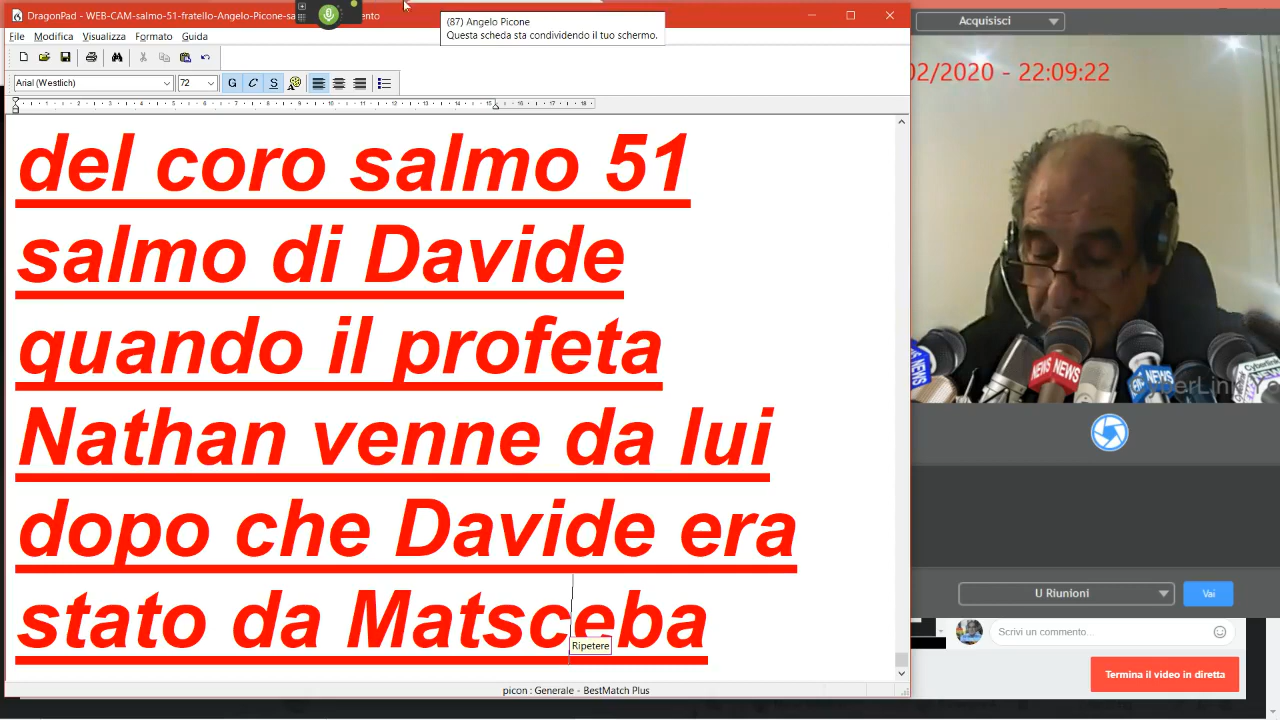 DragonPad - WEB-CAM-salmo-51-fratello-Angelo-Picone-sa
(87) Angelo Picone
Questa scheda sta condividendo il tuo schermo.
File Modifica Visualizza Formato Guida
Arial (Westlich) 72 G C S
del coro salmo 51
salmo di Davide
quando il profeta
Nathan venne da lui
dopo che Davide era
stato da Matsceba
Ripetere
picon : Generale - BestMatch Plus
Acquisisci
02/2020 - 22:09:22
NEWS
NEWS NEWS
NEWS
CyberLink
U Riunioni
Vai
Scrivi un commento...
Termina il video in diretta